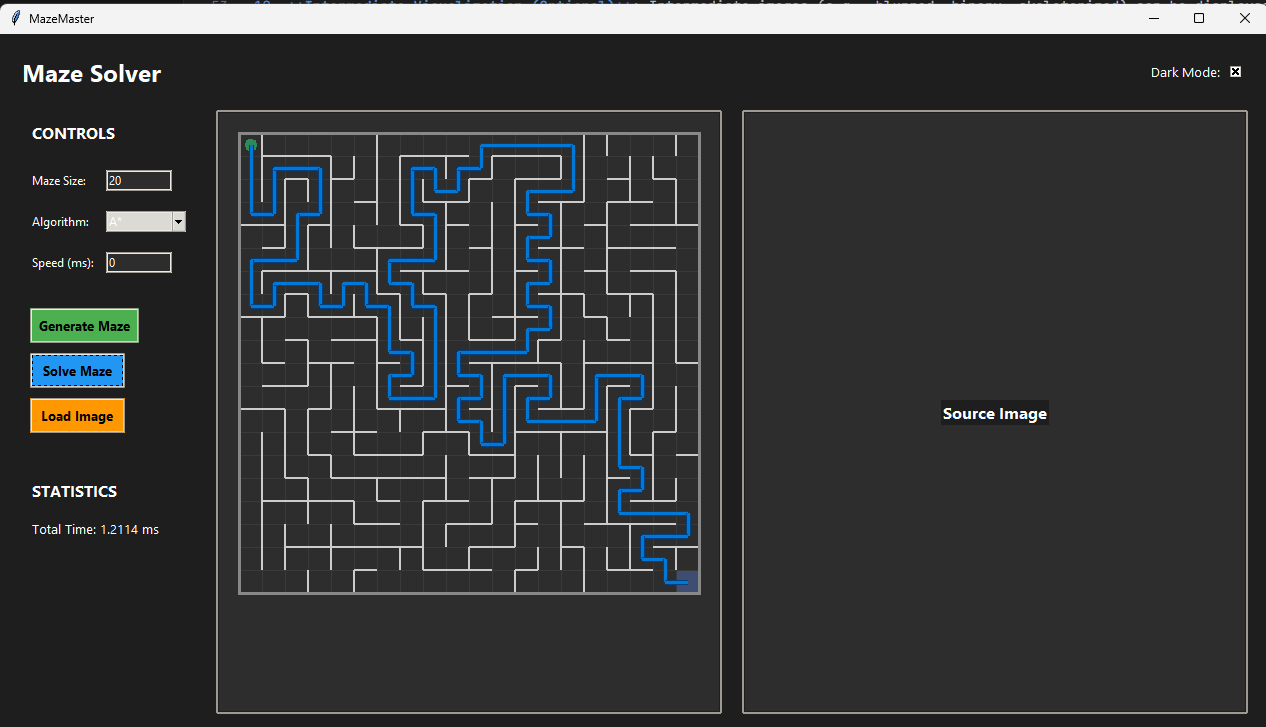 MazeMaster
Maze Solver
Dark Mode:
CONTROLS
Maze Size: 20
Algorithm: A*
Speed (ms): 0
Generate Maze
Solve Maze
Load Image
STATISTICS
Total Time: 1.2114 ms
Source Image